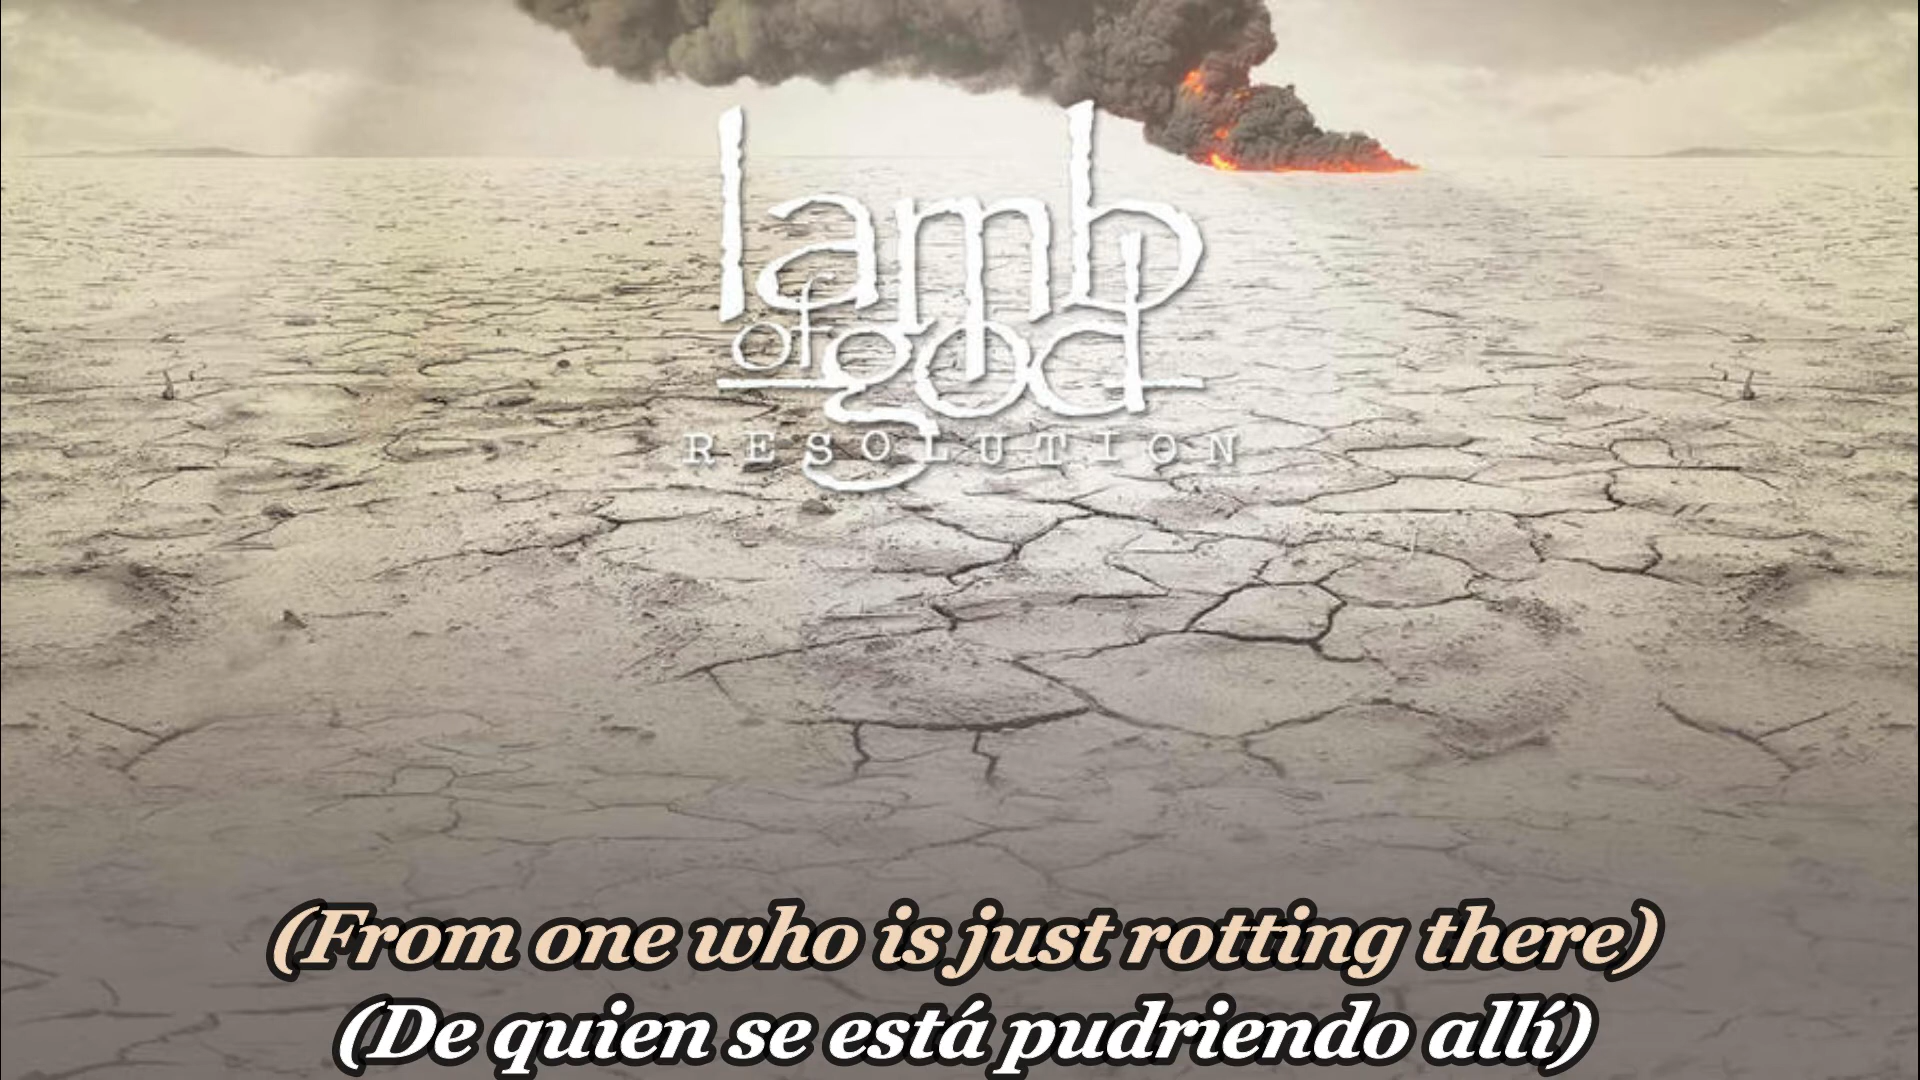 lamb
of god
RESOLUTION
(From one who is just rotting there)
(De quien se está pudriendo allí)